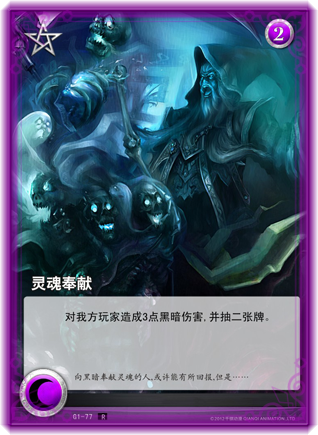 2
灵魂奉献
对我方玩家造成3点黑暗伤害,并抽二张牌。
向黑暗奉献灵魂的人,或许能有所回报,但是……
01-77 R